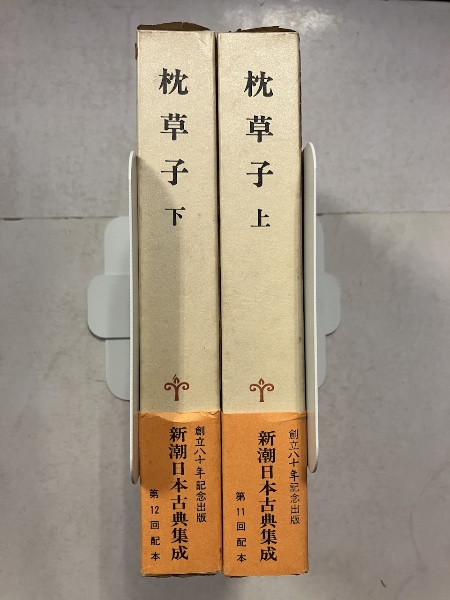 枕草子 上
創立八十年記念出版
新潮日本古典集成
第11回配本
枕草子 下
創立八十年記念出版
新潮日本古典集成
第12回配本